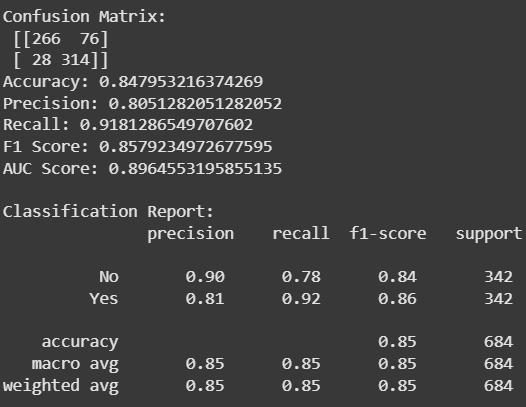 Confusion Matrix:
[[266  76]
[ 28 314]]
Accuracy: 0.847953216374269
Precision: 0.8051282051282052
Recall: 0.9181286549707602
F1 Score: 0.8579234972677595
AUC Score: 0.8964553195855135
Classification Report:
precision recall f1-score support
No 0.90 0.78 0.84 342
Yes 0.81 0.92 0.86 342
accuracy 0.85 684
macro avg 0.85 0.85 0.85 684
weighted avg 0.85 0.85 0.85 684